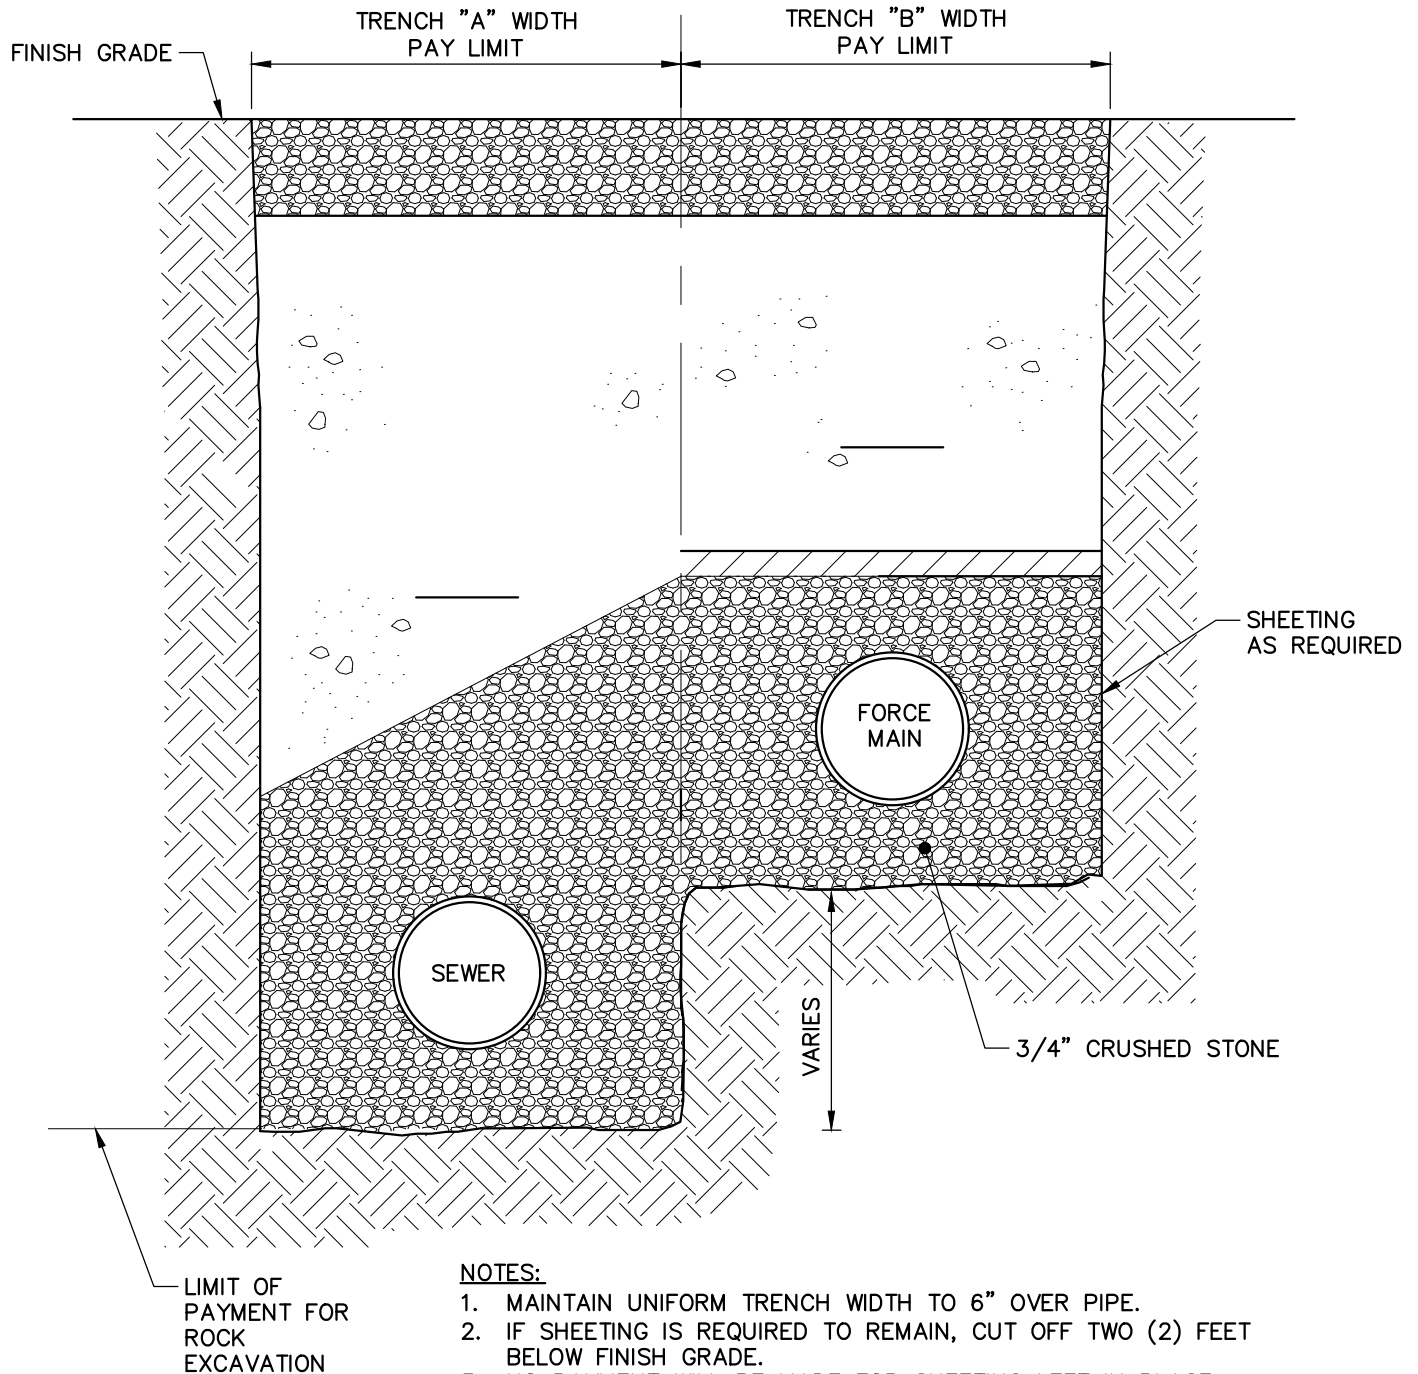 TRENCH "A" WIDTH
PAY LIMIT
TRENCH "B" WIDTH
PAY LIMIT
FINISH GRADE
SHEETING
AS REQUIRED
FORCE
MAIN
SEWER
VARIES
3/4" CRUSHED STONE
LIMIT OF
PAYMENT FOR
ROCK
EXCAVATION
NOTES:
1. MAINTAIN UNIFORM TRENCH WIDTH TO 6" OVER PIPE.
2. IF SHEETING IS REQUIRED TO REMAIN, CUT OFF TWO (2) FEET
BELOW FINISH GRADE.